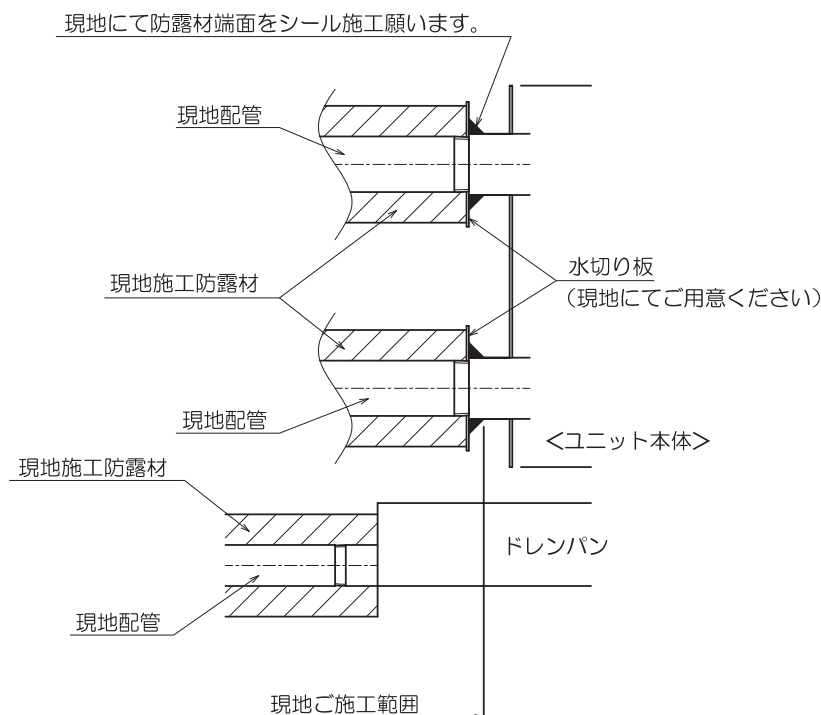 現地にて防露材端面をシール施工願います。
現地配管
現地施工防露材
水切り板
（現地にてご用意ください）
現地配管
＜ユニット本体＞
現地施工防露材
ドレンパン
現地配管
現地ご施工範囲